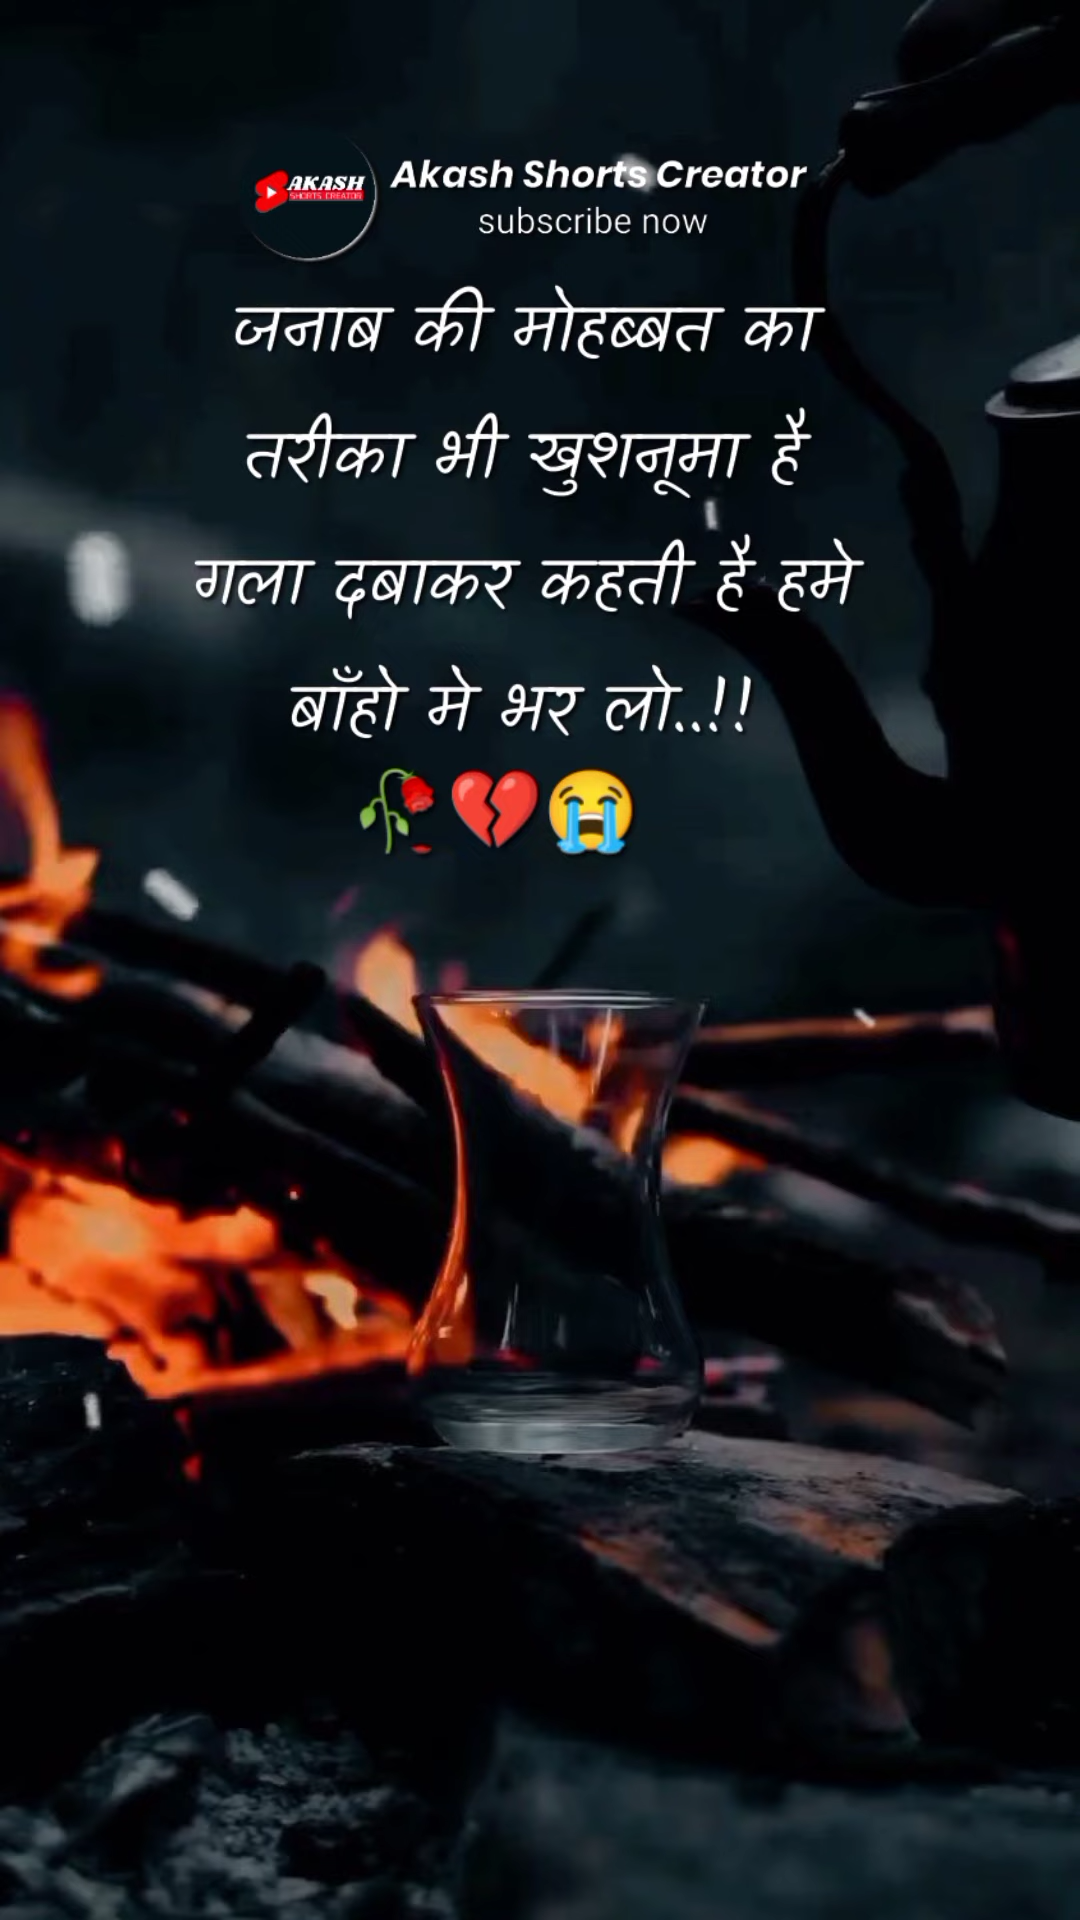 AKASH
SHORTS CREATOR
Akash Shorts Creator
subscribe now
जनाब की मोहब्बत का
तरीका भी खुशनूमा है
गला दबाकर कहती है हमे
बाँहो मे भर लो..!!
🥀💔😭